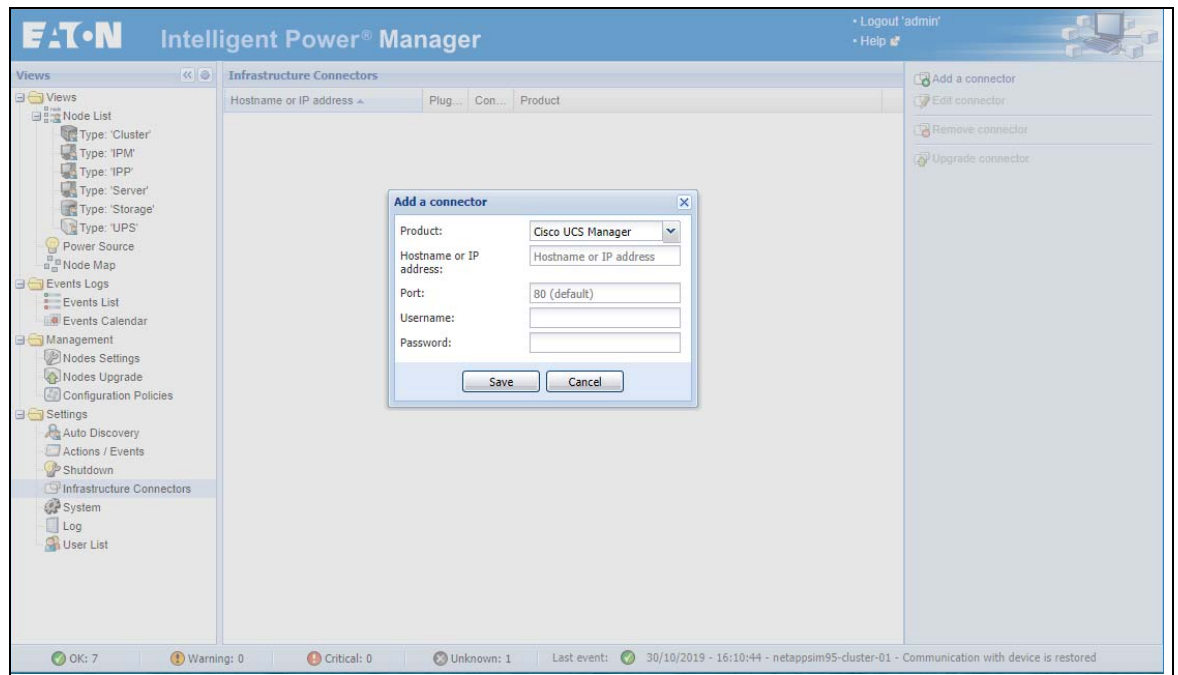 EATON Intelligent Power® Manager
• Logout 'admin'
• Help
Views
Views
Node List
Type: 'Cluster'
Type: 'IPM'
Type: 'IPP'
Type: 'Server'
Type: 'Storage'
Type: 'UPS'
Power Source
Node Map
Events Logs
Events List
Events Calendar
Management
Nodes Settings
Nodes Upgrade
Configuration Policies
Settings
Auto Discovery
Actions / Events
Shutdown
Infrastructure Connectors
System
Log
User List
Infrastructure Connectors
Hostname or IP address Plug... Con... Product
Add a connector
Product: Cisco UCS Manager
Hostname or IP
address:
Hostname or IP address
Port: 80 (default)
Username:
Password:
Save Cancel
Add a connector
Edit connector
Remove connector
Upgrade connector
OK: 7 Warning: 0 Critical: 0 Unknown: 1 Last event: 30/10/2019 - 16:10:44 - netappsim95-cluster-01 - Communication with device is restored